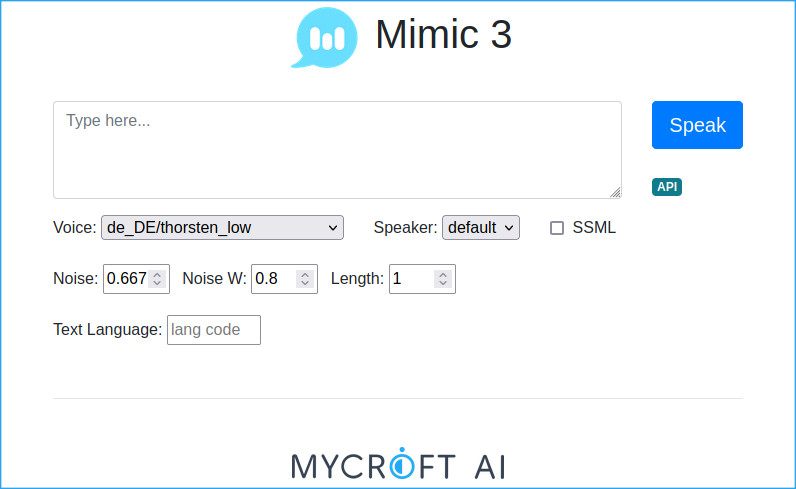 Mimic 3
Type here...
Speak
API
Voice: de_DE/thorsten_low Speaker: default SSML
Noise: 0.667 Noise W: 0.8 Length: 1
Text Language: lang code
MYCROFT AI